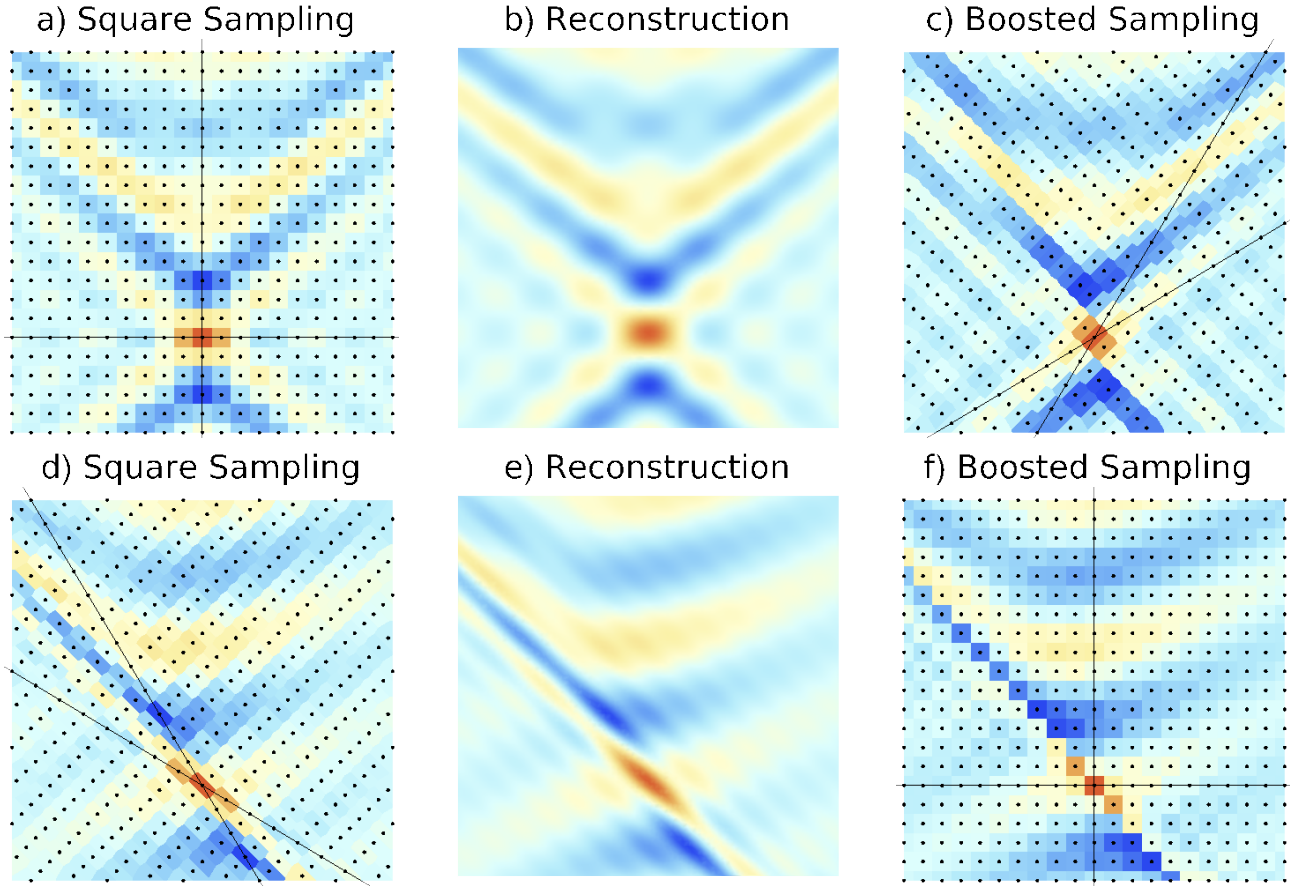 a) Square Sampling
b) Reconstruction
c) Boosted Sampling
d) Square Sampling
e) Reconstruction
f) Boosted Sampling